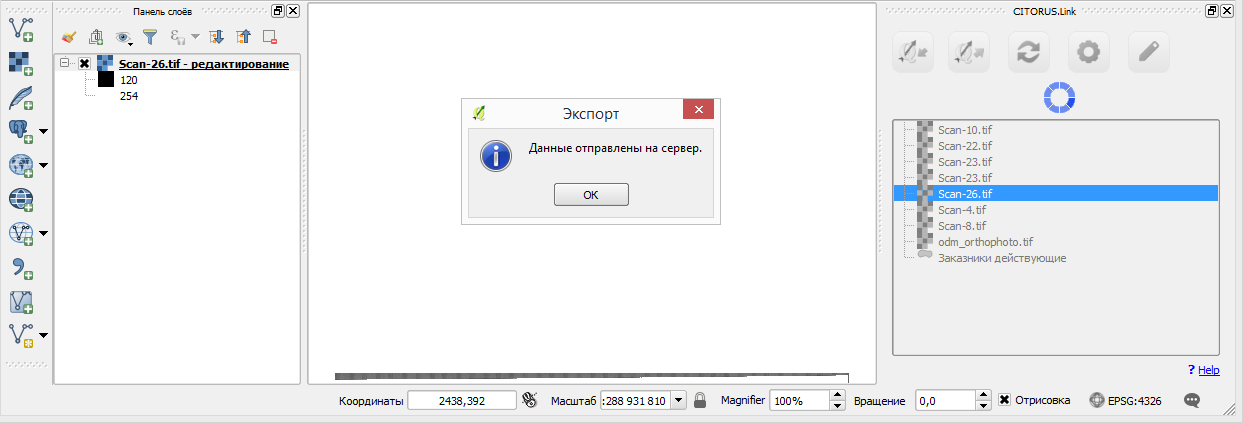 Панель слоёв
Scan-26.tif - редактирование
120
254
Экспорт
Данные отправлены на сервер.
OK
CITORUS.Link
Scan-10.tif
Scan-22.tif
Scan-23.tif
Scan-23.tif
Scan-26.tif
Scan-4.tif
Scan-8.tif
odm_orthophoto.tif
Заказники действующие
? Help
Координаты 2438,392 Масштаб :288 931 810 Magnifier 100% Вращение 0,0 Отрисовка EPSG:4326